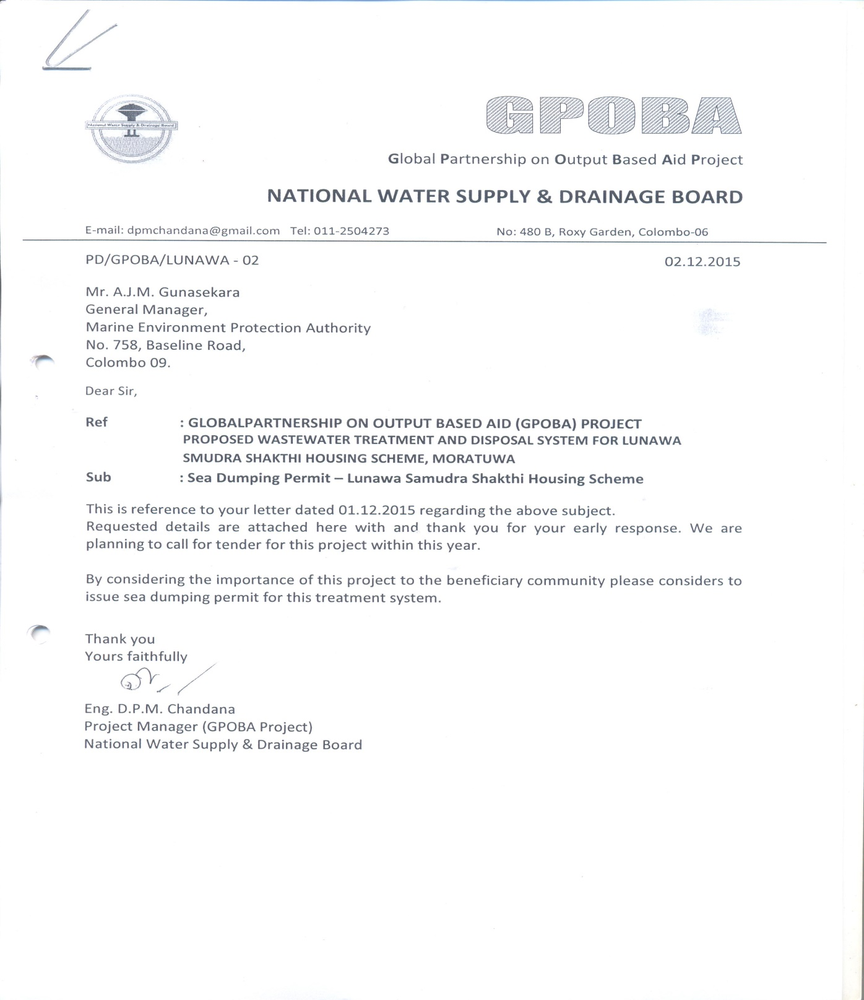 National Water Supply & Drainage Board
GPOBA
Global Partnership on Output Based Aid Project
NATIONAL WATER SUPPLY & DRAINAGE BOARD
E-mail: dpmchandana@gmail.com Tel: 011-2504273 No: 480 B, Roxy Garden, Colombo-06
PD/GPOBA/LUNAWA - 02 02.12.2015
Mr. A.J.M. Gunasekara
General Manager,
Marine Environment Protection Authority
No. 758, Baseline Road,
Colombo 09.
Dear Sir,
Ref : GLOBALPARTNERSHIP ON OUTPUT BASED AID (GPOBA) PROJECT
PROPOSED WASTEWATER TREATMENT AND DISPOSAL SYSTEM FOR LUNAWA
SMUDRA SHAKTHI HOUSING SCHEME, MORATUWA
Sub : Sea Dumping Permit – Lunawa Samudra Shakthi Housing Scheme
This is reference to your letter dated 01.12.2015 regarding the above subject.
Requested details are attached here with and thank you for your early response. We are
planning to call for tender for this project within this year.
By considering the importance of this project to the beneficiary community please considers to
issue sea dumping permit for this treatment system.
Thank you
Yours faithfully
Eng. D.P.M. Chandana
Project Manager (GPOBA Project)
National Water Supply & Drainage Board